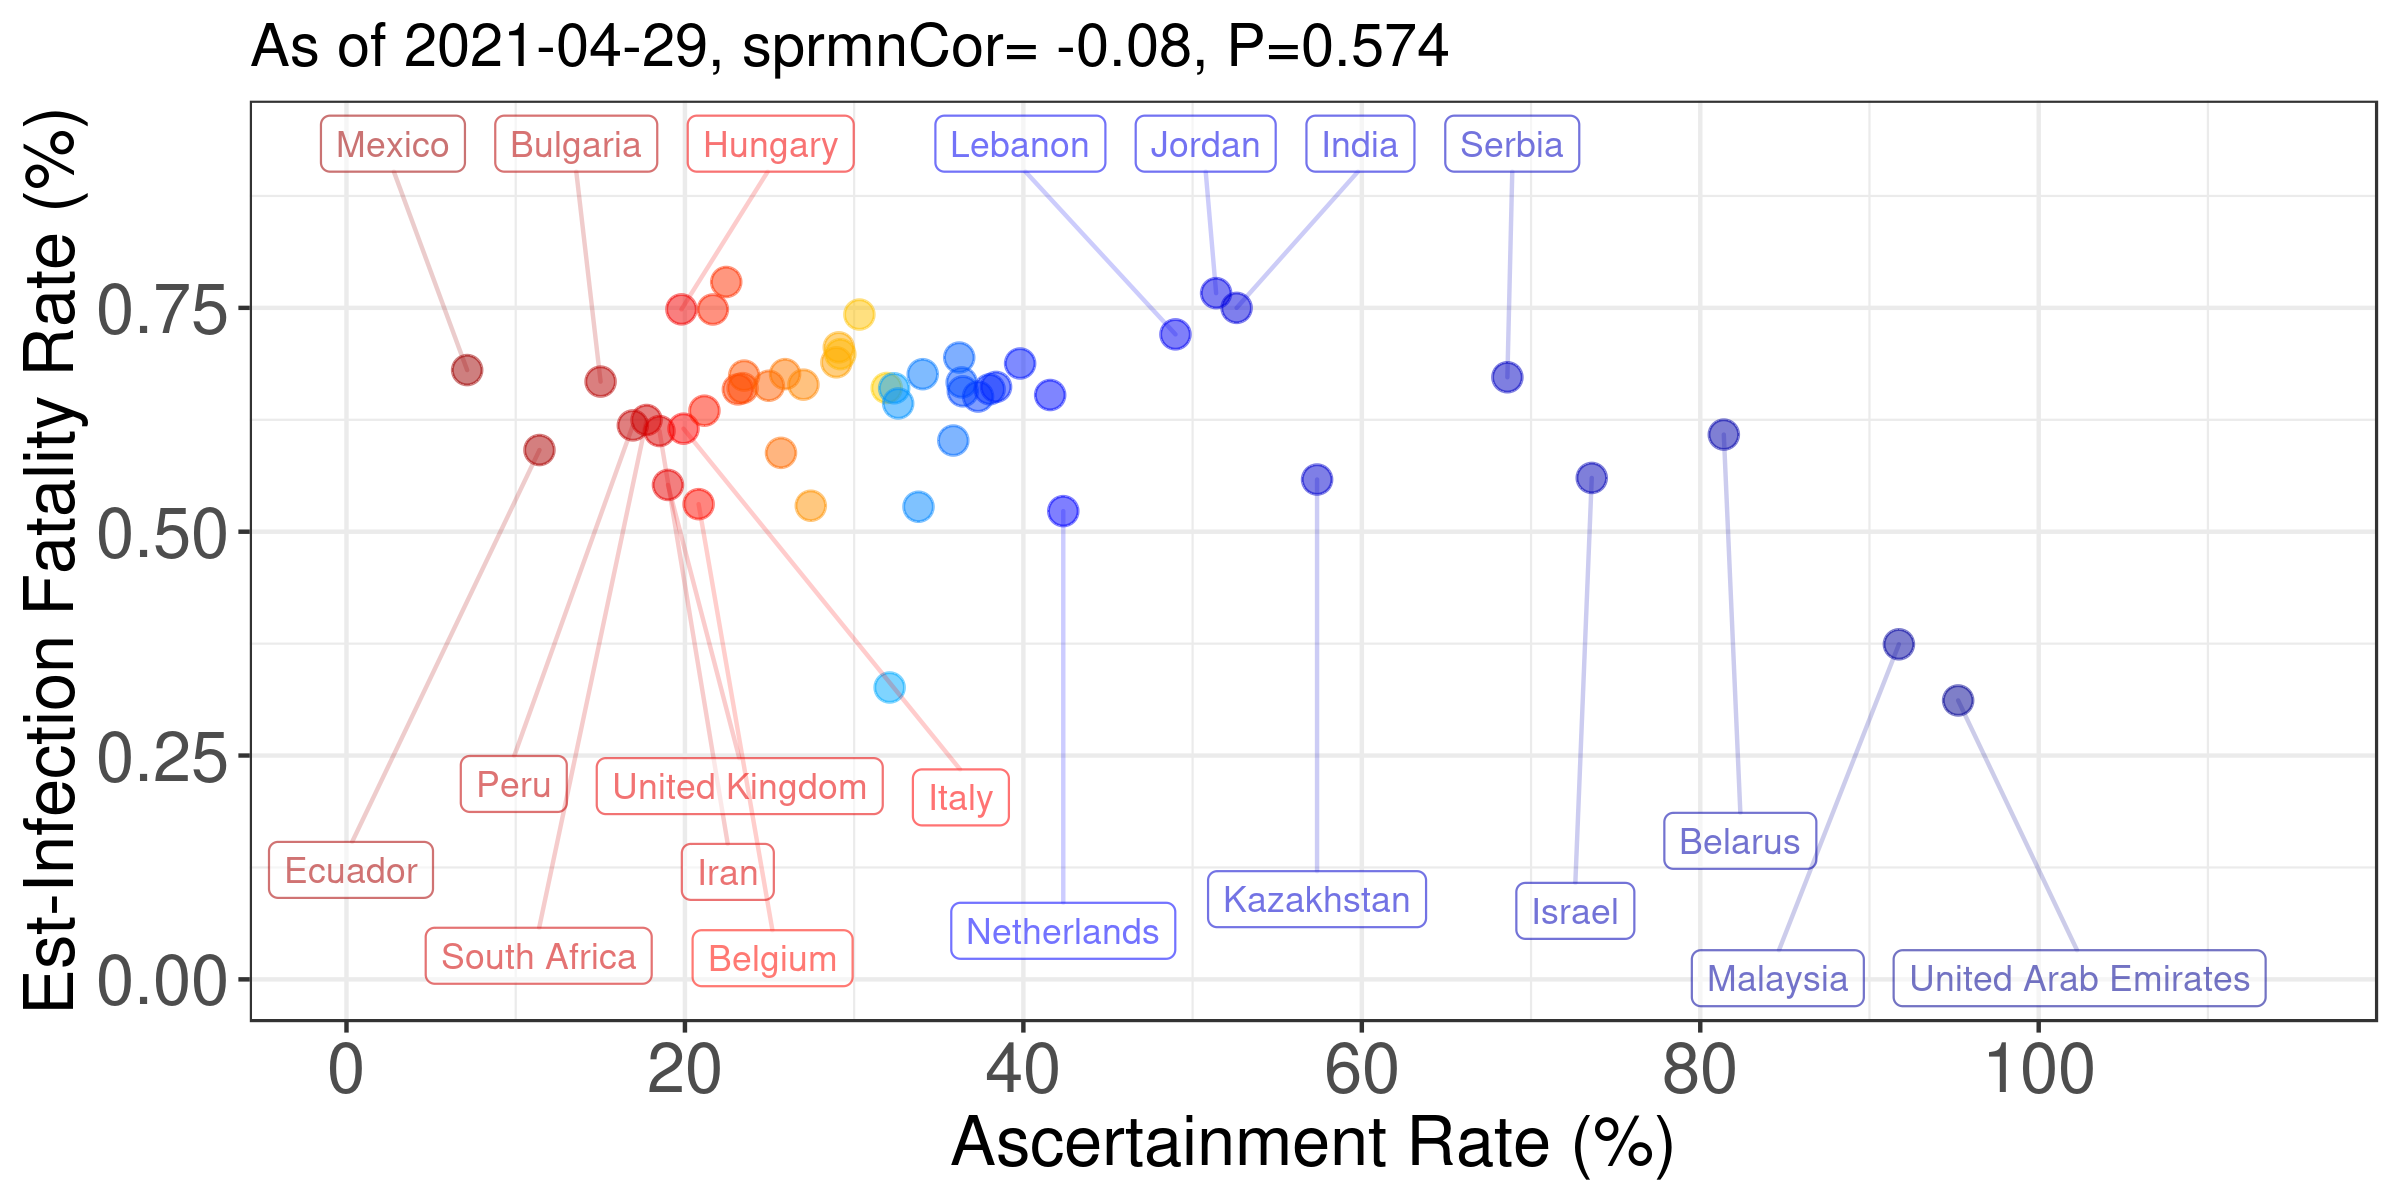 As of 2021-04-29, sprmnCor= -0.08, P=0.574
Est-Infection Fatality Rate (%)
0.75
0.50
0.25
0.00
Mexico
Bulgaria
Hungary
Lebanon
Jordan
India
Serbia
Peru
United Kingdom
Italy
Ecuador
Iran
South Africa
Belgium
Netherlands
Kazakhstan
Belarus
Israel
Malaysia
United Arab Emirates
0
20
40
60
80
100
Ascertainment Rate (%)